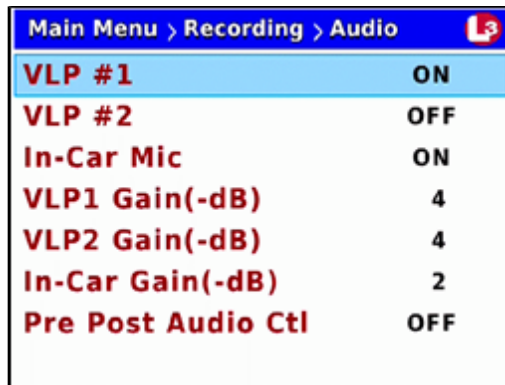 Main Menu > Recording > Audio L3
VLP #1 ON
VLP #2 OFF
In-Car Mic ON
VLP1 Gain(-dB) 4
VLP2 Gain(-dB) 4
In-Car Gain(-dB) 2
Pre Post Audio Ctl OFF